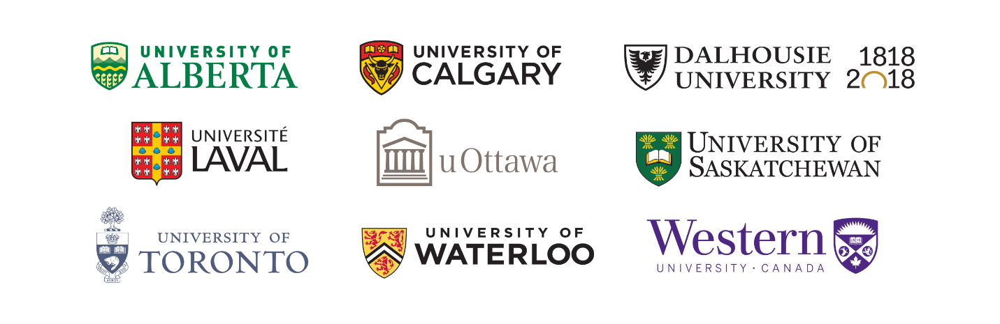 UNIVERSITY OF
ALBERTA
UNIVERSITY OF
CALGARY
DALHOUSIE
UNIVERSITY
1818
2018
UNIVERSITÉ
LAVAL
uOttawa
UNIVERSITY OF
SASKATCHEWAN
UNIVERSITY OF
TORONTO
UNIVERSITY OF
WATERLOO
Western
UNIVERSITY · CANADA